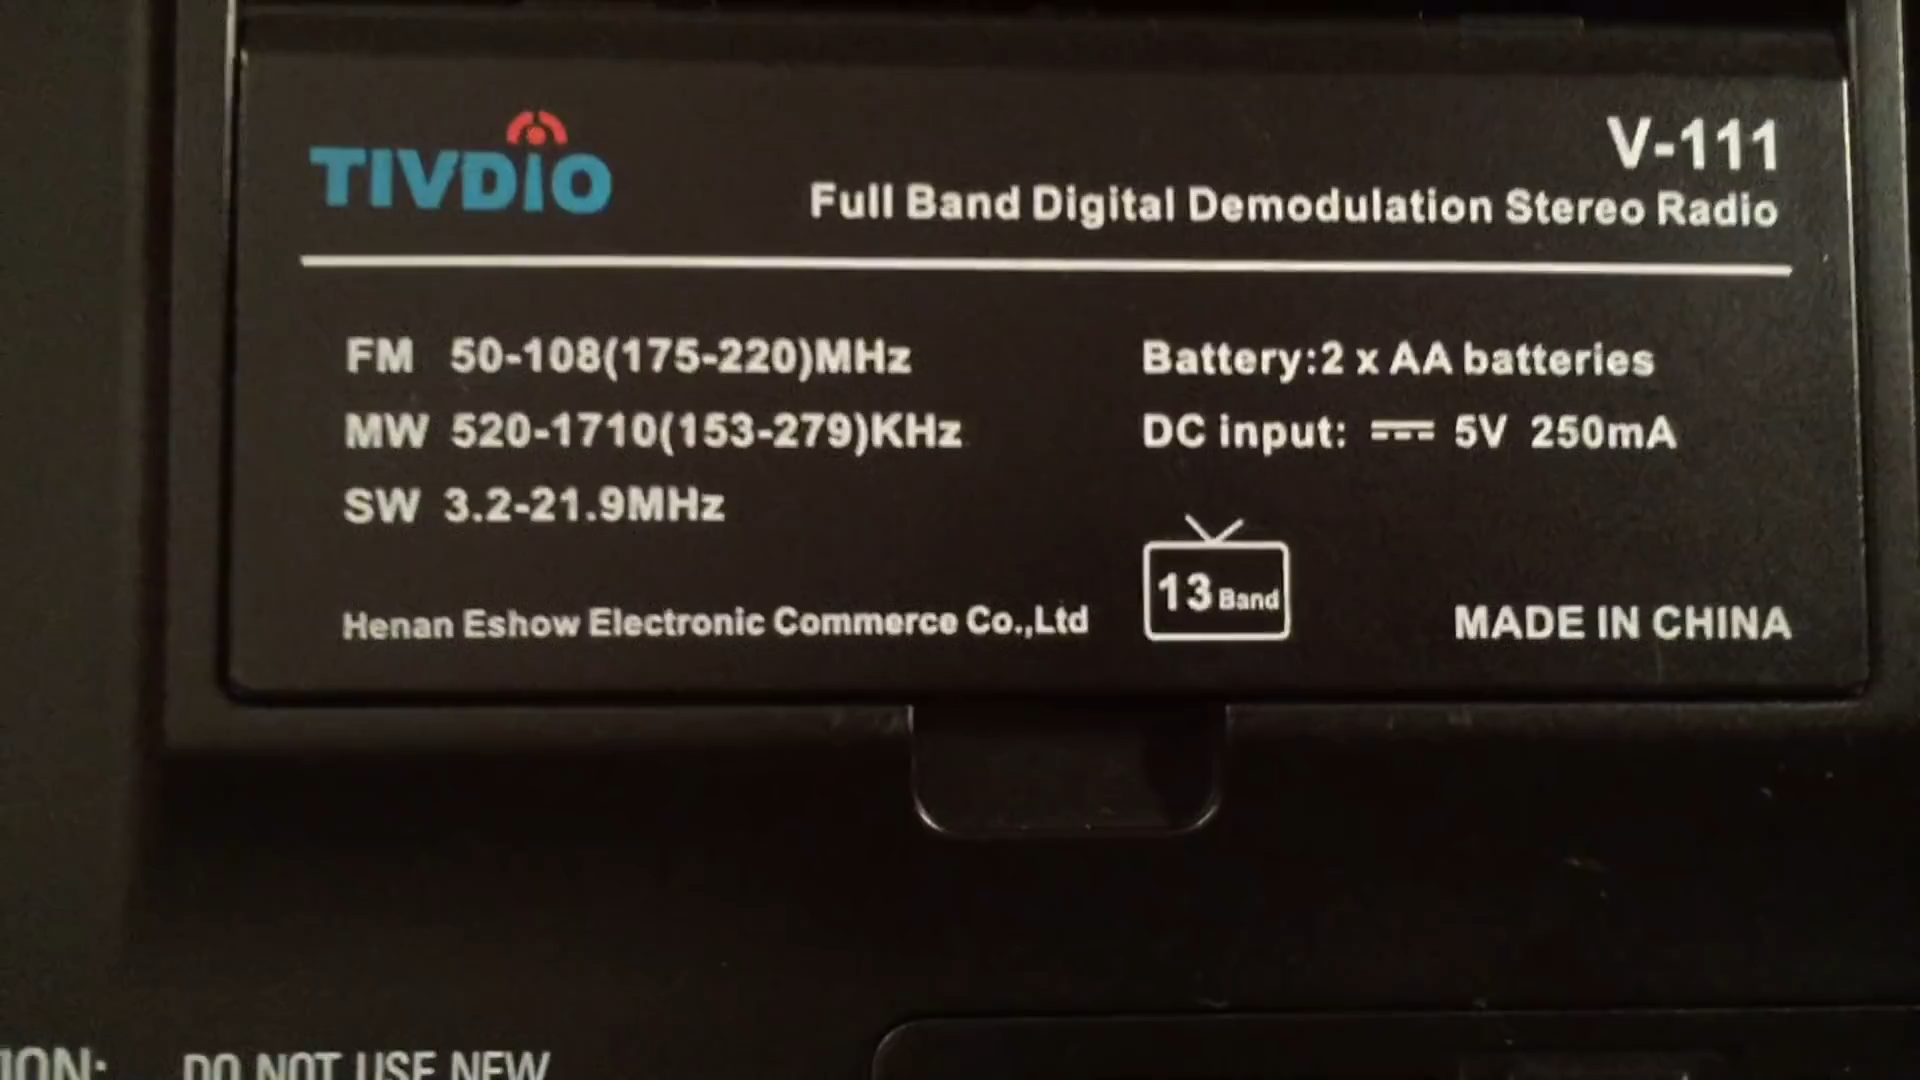 TIVDIO
V-111
Full Band Digital Demodulation Stereo Radio
FM 50-108(175-220)MHz
MW 520-1710(153-279)KHz
SW 3.2-21.9MHz
Battery:2 x AA batteries
DC input: 5V 250mA
13 Band
Henan Eshow Electronic Commerce Co.,Ltd
MADE IN CHINA
ION: DO NOT USE NEW